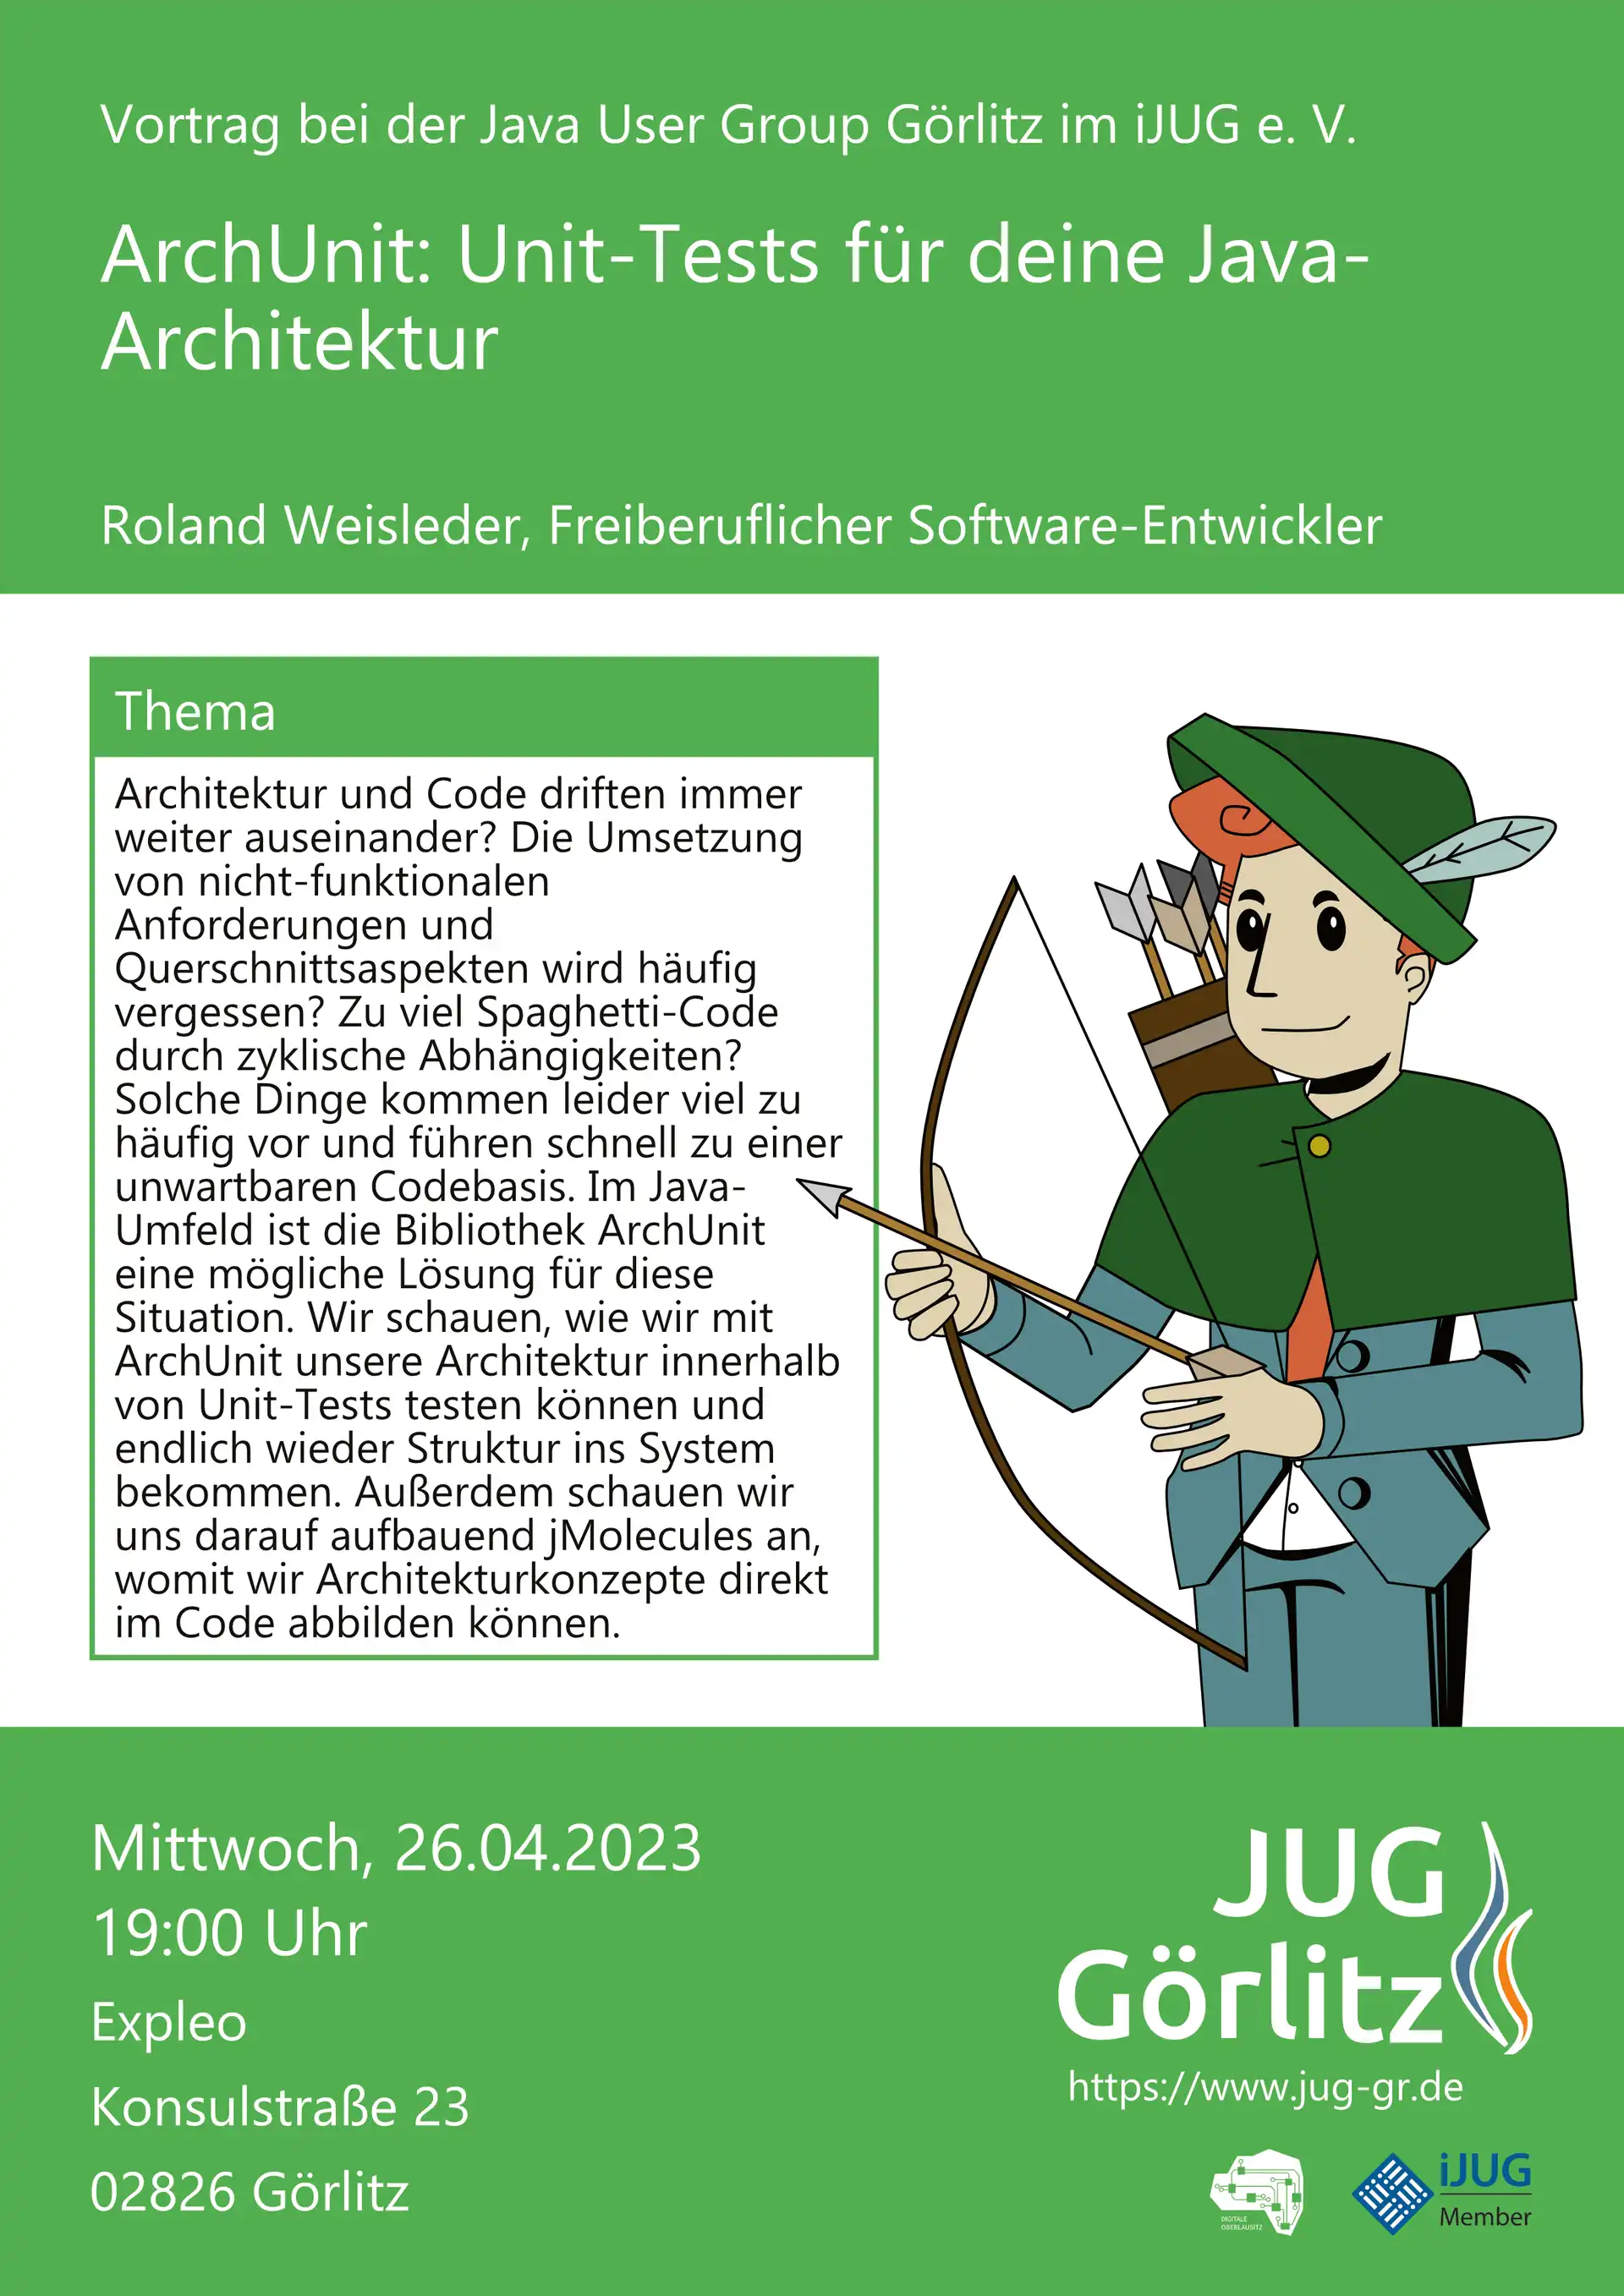 Vortrag bei der Java User Group Görlitz im iJUG e. V.
ArchUnit: Unit-Tests für deine Java-
Architektur
Roland Weisleder, Freiberuflicher Software-Entwickler
Thema
Architektur und Code driften immer
weiter auseinander? Die Umsetzung
von nicht-funktionalen
Anforderungen und
Querschnittsaspekten wird häufig
vergessen? Zu viel Spaghetti-Code
durch zyklische Abhängigkeiten?
Solche Dinge kommen leider viel zu
häufig vor und führen schnell zu einer
unwartbaren Codebasis. Im Java-
Umfeld ist die Bibliothek ArchUnit
eine mögliche Lösung für diese
Situation. Wir schauen, wie wir mit
ArchUnit unsere Architektur innerhalb
von Unit-Tests testen können und
endlich wieder Struktur ins System
bekommen. Außerdem schauen wir
uns darauf aufbauend jMolecules an,
womit wir Architekturkonzepte direkt
im Code abbilden können.
Mittwoch, 26.04.2023
19:00 Uhr
Expleo
Konsulstraße 23
02826 Görlitz
JUG
Görlitz
https://www.jug-gr.de
DIGITALE
OBERLAUSITZ
iJUG
Member